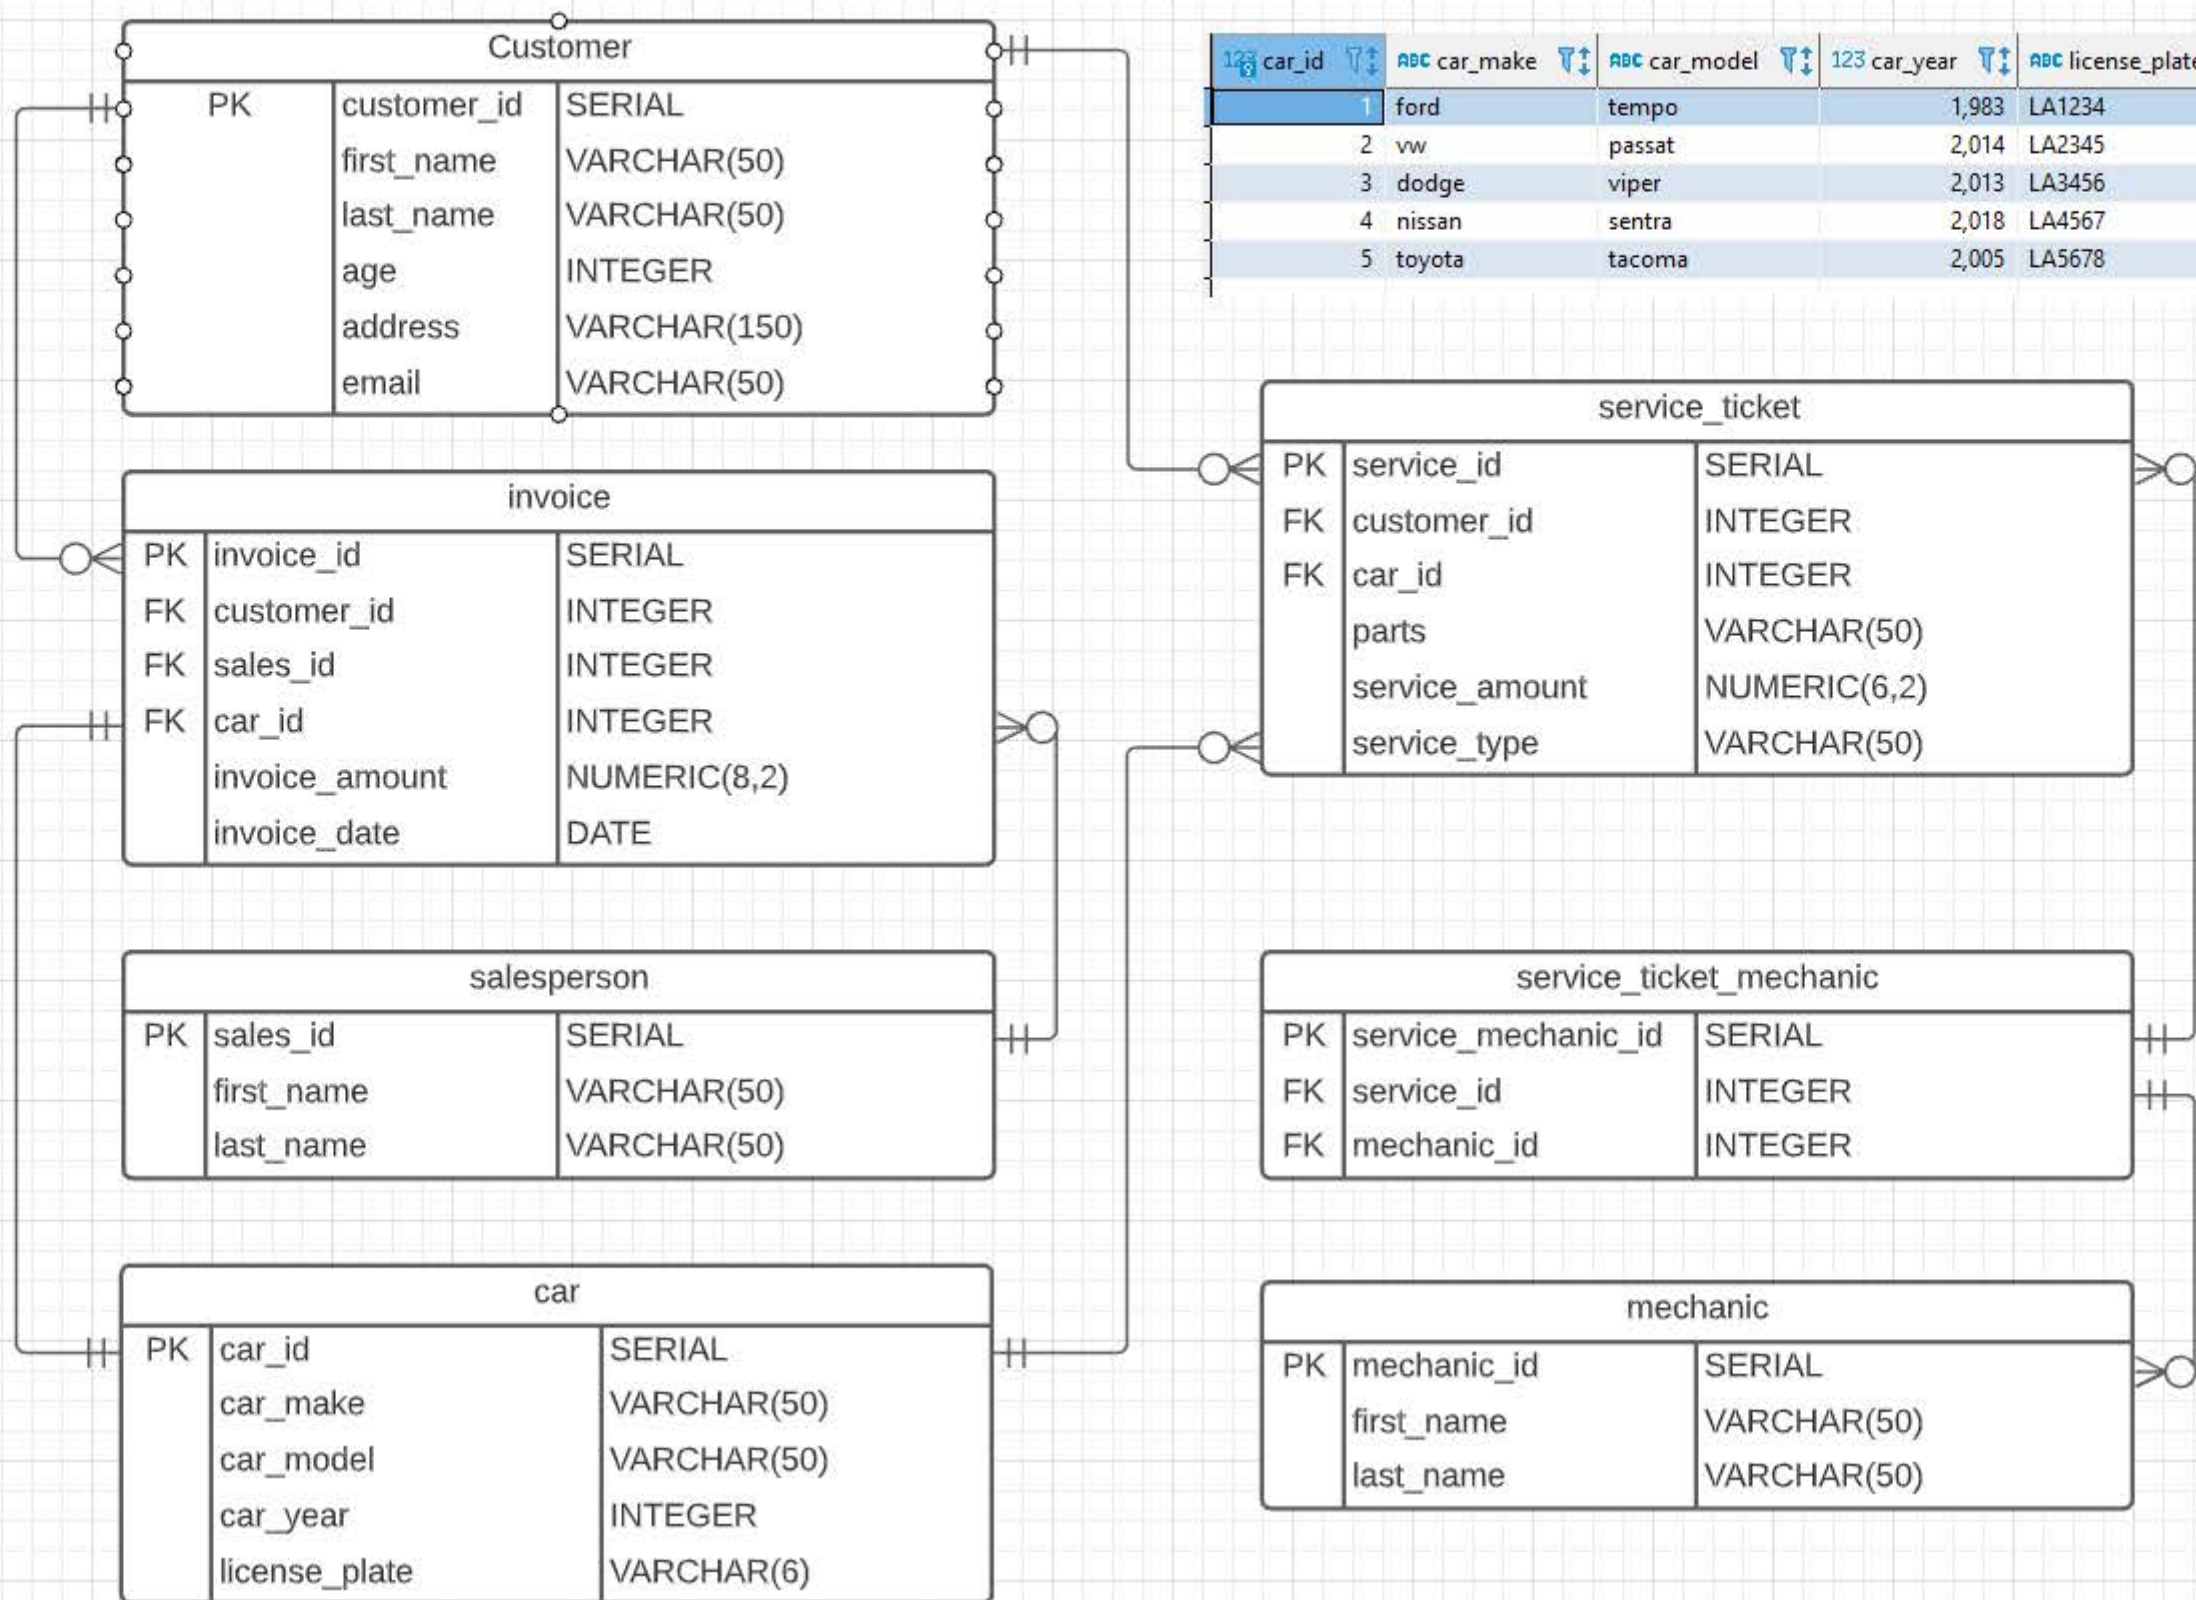 Customer
PK customer_id SERIAL
first_name VARCHAR(50)
last_name VARCHAR(50)
age INTEGER
address VARCHAR(150)
email VARCHAR(50)
123 car_id ABC car_make ABC car_model 123 car_year ABC license_plate
1 ford tempo 1,983 LA1234
2 vw passat 2,014 LA2345
3 dodge viper 2,013 LA3456
4 nissan sentra 2,018 LA4567
5 toyota tacoma 2,005 LA5678
invoice
PK invoice_id SERIAL
FK customer_id INTEGER
FK sales_id INTEGER
FK car_id INTEGER
invoice_amount NUMERIC(8,2)
invoice_date DATE
service_ticket
PK service_id SERIAL
FK customer_id INTEGER
FK car_id INTEGER
parts VARCHAR(50)
service_amount NUMERIC(6,2)
service_type VARCHAR(50)
salesperson
PK sales_id SERIAL
first_name VARCHAR(50)
last_name VARCHAR(50)
service_ticket_mechanic
PK service_mechanic_id SERIAL
FK service_id INTEGER
FK mechanic_id INTEGER
car
PK car_id SERIAL
car_make VARCHAR(50)
car_model VARCHAR(50)
car_year INTEGER
license_plate VARCHAR(6)
mechanic
PK mechanic_id SERIAL
first_name VARCHAR(50)
last_name VARCHAR(50)